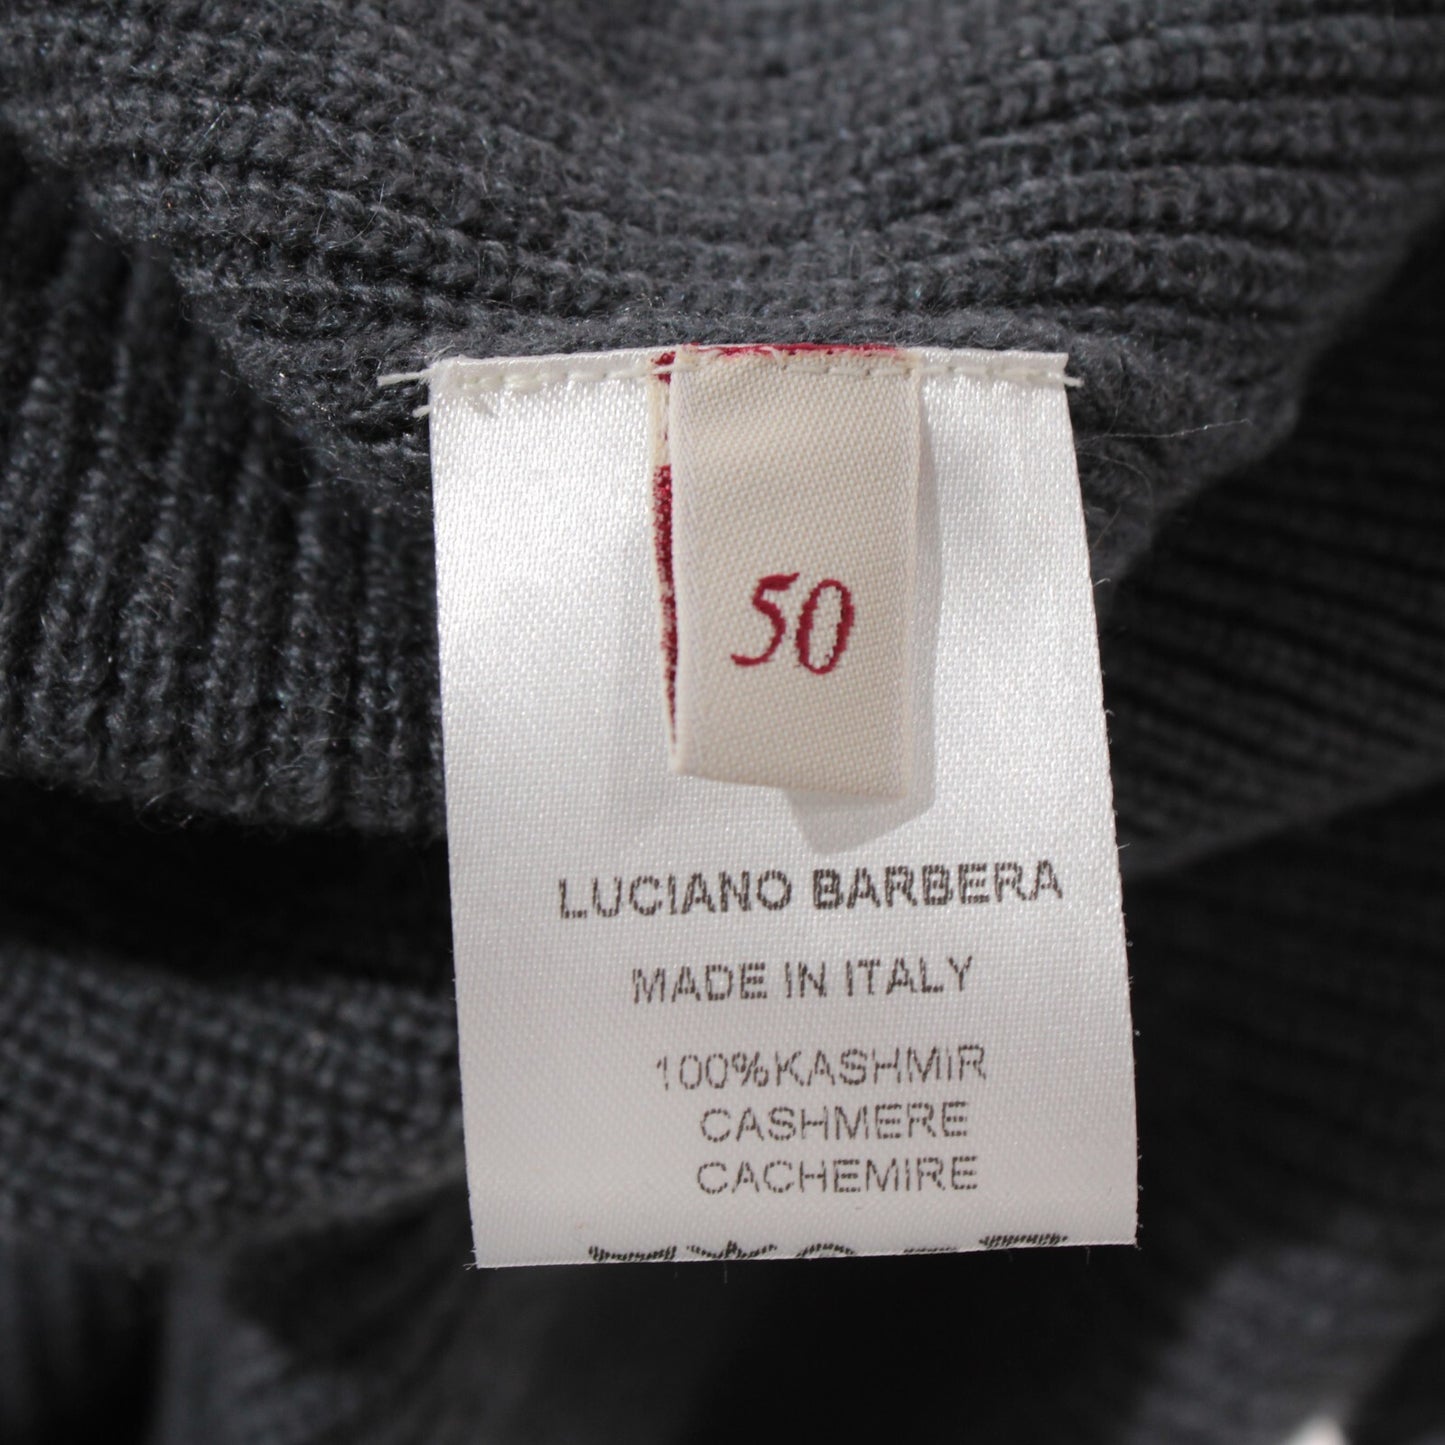 50
LUCIANO BARBERA
MADE IN ITALY
100%KASHMIR
CASHMERE
CACHEMIRE